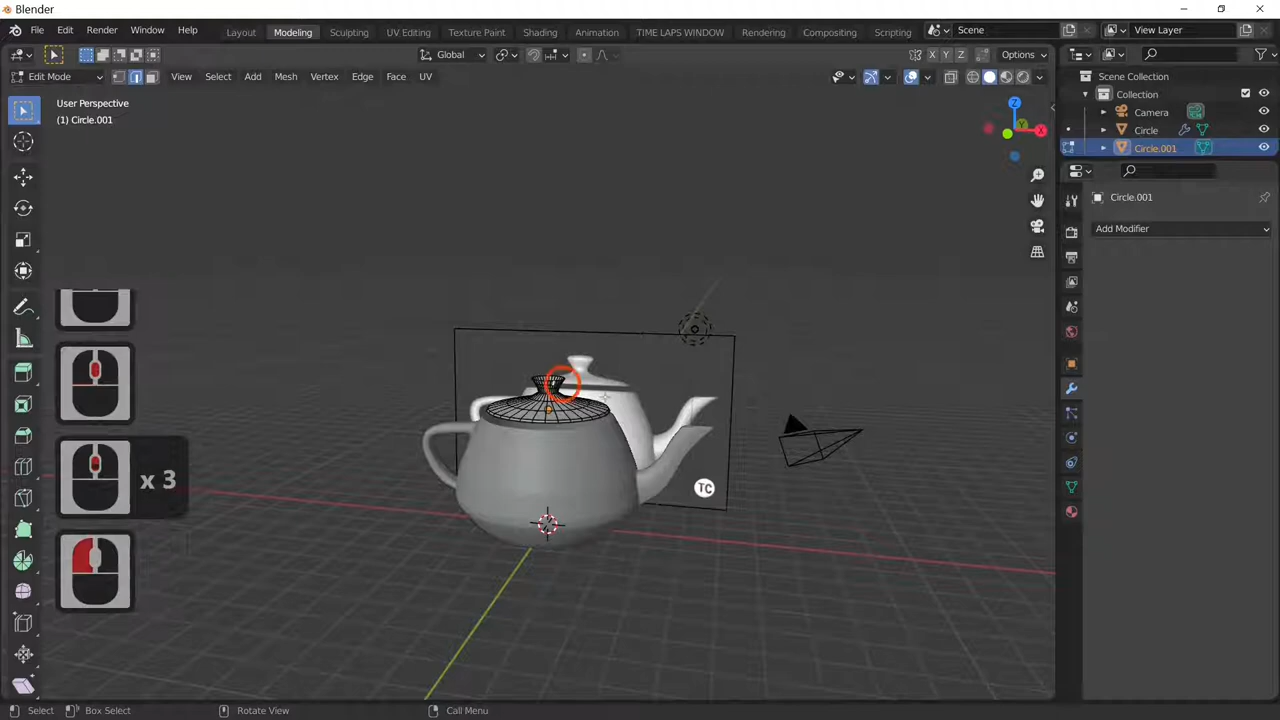 Blender
File Edit Render Window Help Layout Modeling Sculpting UV Editing Texture Paint Shading Animation TIME LAPS WINDOW Rendering Compositing Scripting Scene View Layer
Global X Y Z Options
Edit Mode View Select Add Mesh Vertex Edge Face UV
Scene Collection
Collection
Camera
Circle
Circle.001
User Perspective
(1) Circle.001
Z
Y
X
Circle.001
Add Modifier
x 3
TC
Select Box Select Rotate View Call Menu